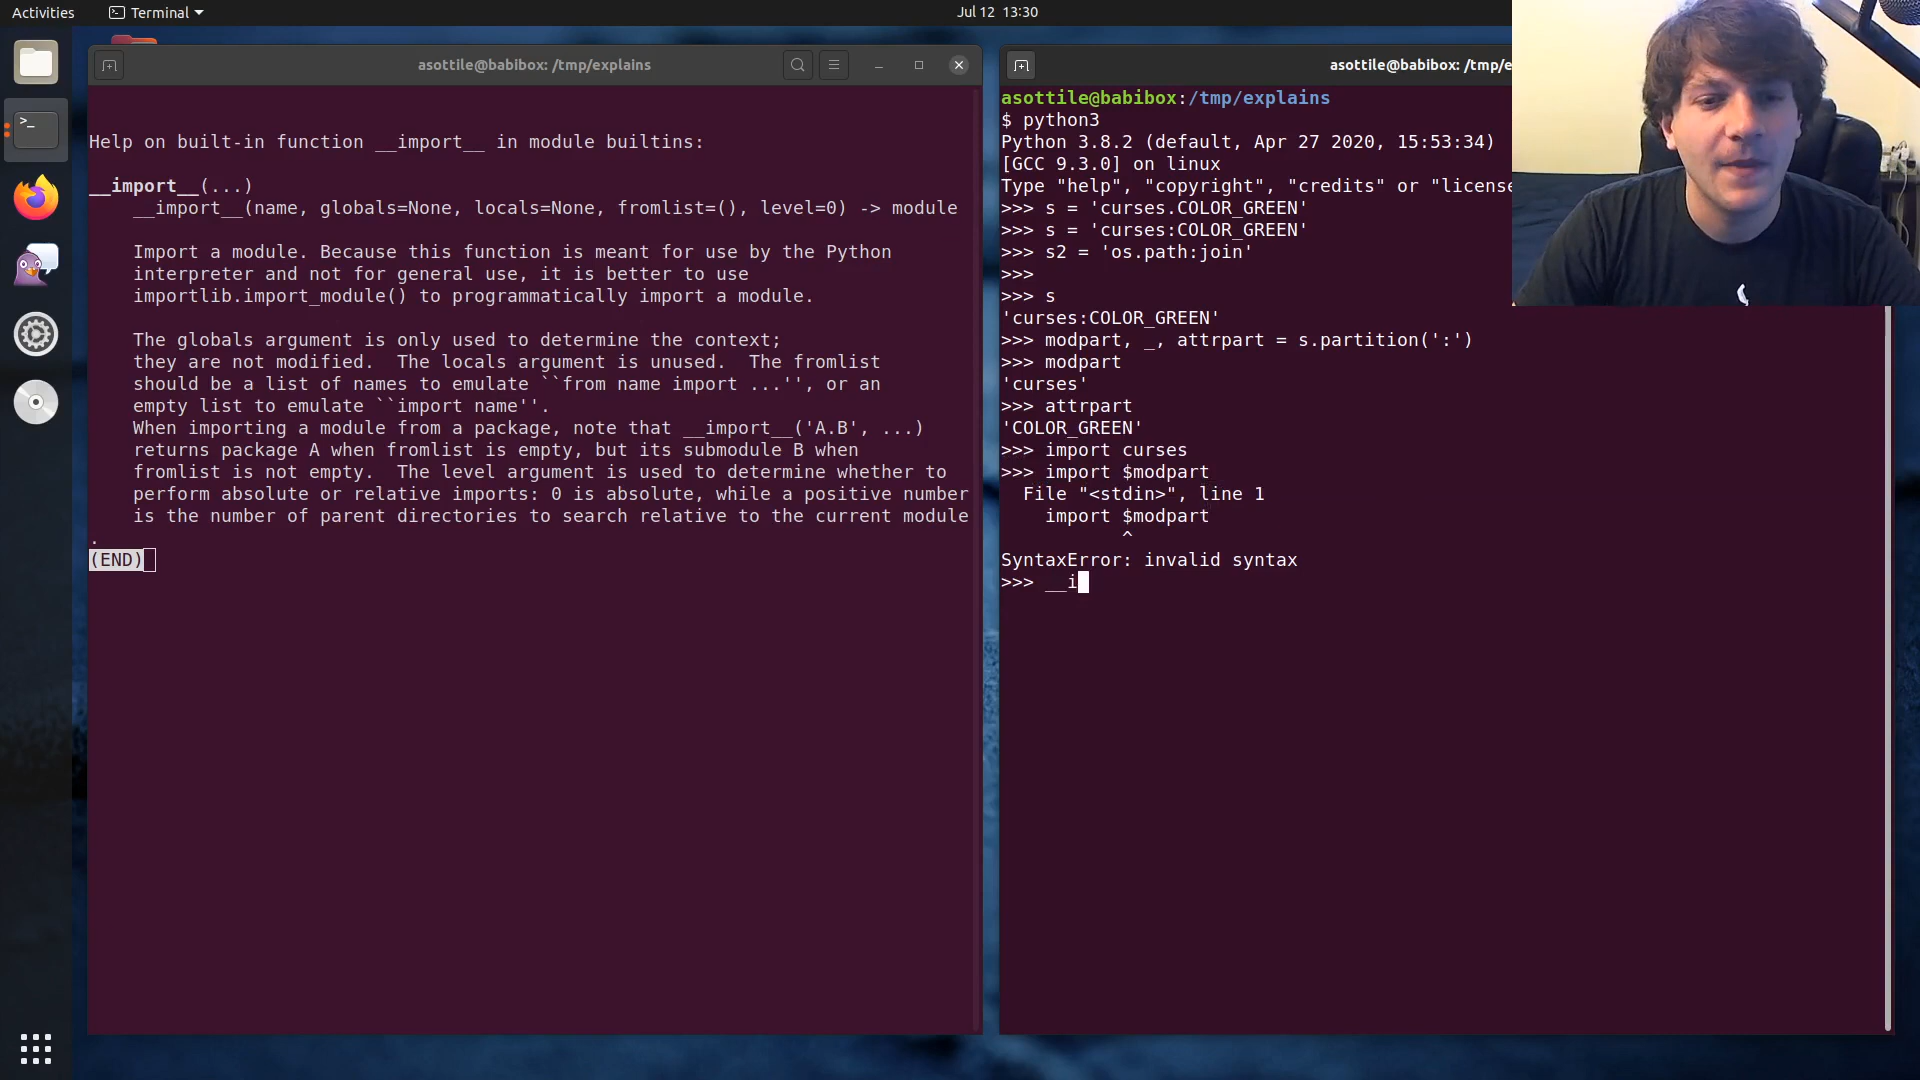 Activities
Terminal
Jul 12 13:30
asottile@babibox: /tmp/explains
Help on built-in function __import__ in module builtins:
__import__(...)
__import__(name, globals=None, locals=None, fromlist=(), level=0) -> module
Import a module. Because this function is meant for use by the Python
interpreter and not for general use, it is better to use
importlib.import_module() to programmatically import a module.
The globals argument is only used to determine the context;
they are not modified.  The locals argument is unused.  The fromlist
should be a list of names to emulate ``from name import ...'', or an
empty list to emulate ``import name''.
When importing a module from a package, note that __import__('A.B', ...)
returns package A when fromlist is empty, but its submodule B when
fromlist is not empty.  The level argument is used to determine whether to
perform absolute or relative imports: 0 is absolute, while a positive number
is the number of parent directories to search relative to the current module
.
(END)
asottile@babibox: /tmp/e
asottile@babibox:/tmp/explains
$ python3
Python 3.8.2 (default, Apr 27 2020, 15:53:34)
[GCC 9.3.0] on linux
Type "help", "copyright", "credits" or "license
>>> s = 'curses.COLOR_GREEN'
>>> s = 'curses:COLOR_GREEN'
>>> s2 = 'os.path:join'
>>>
>>> s
'curses:COLOR_GREEN'
>>> modpart, _, attrpart = s.partition(':')
>>> modpart
'curses'
>>> attrpart
'COLOR_GREEN'
>>> import curses
>>> import $modpart
File "<stdin>", line 1
import $modpart
^
SyntaxError: invalid syntax
>>> __i